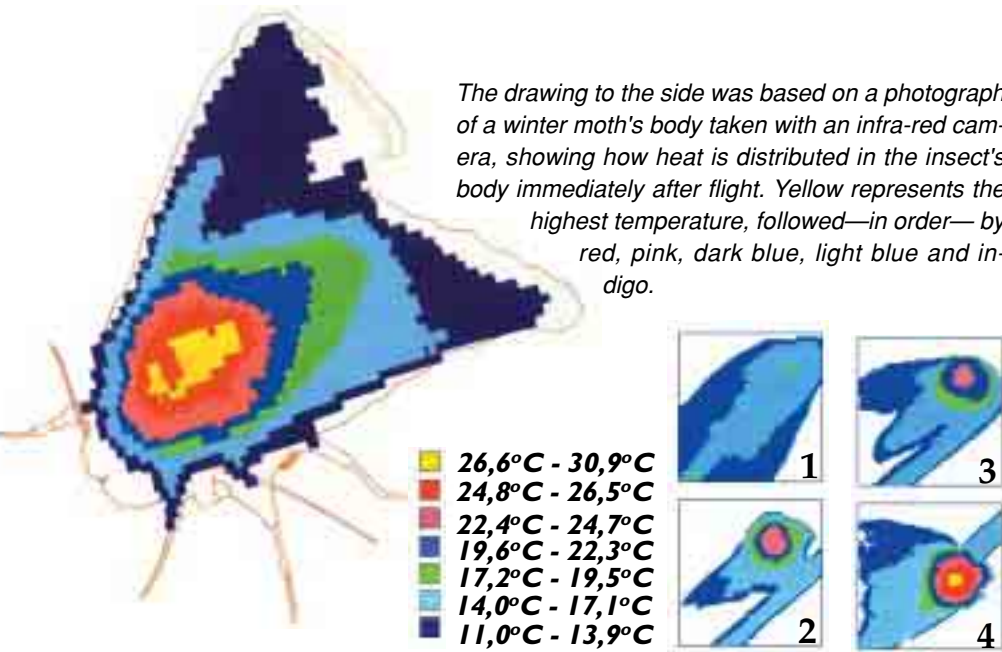 The drawing to the side was based on a photograph
of a winter moth's body taken with an infra-red cam-
era, showing how heat is distributed in the insect's
body immediately after flight. Yellow represents the
highest temperature, followed—in order— by
red, pink, dark blue, light blue and in-
digo.
26,6°C - 30,9°C
24,8°C - 26,5°C
22,4°C - 24,7°C
19,6°C - 22,3°C
17,2°C - 19,5°C
14,0°C - 17,1°C
11,0°C - 13,9°C
1
3
2
4